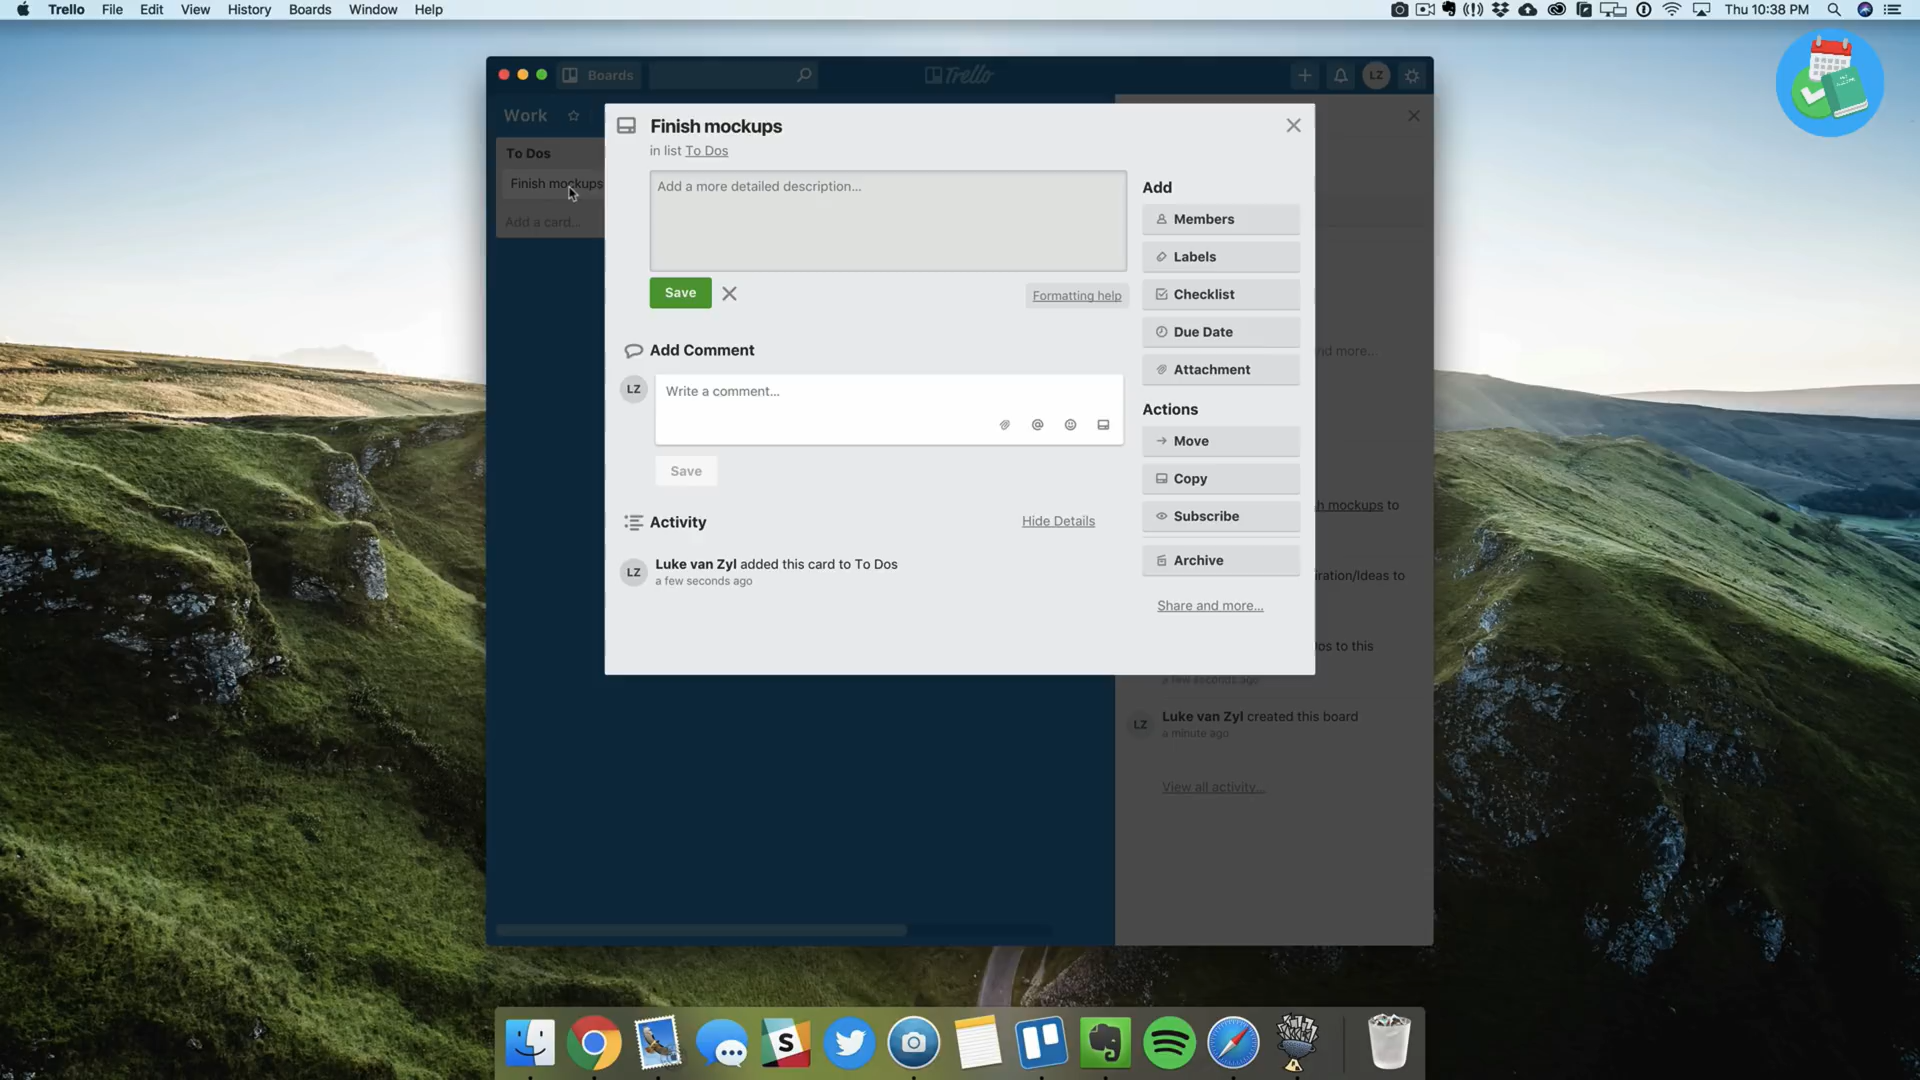 Trello File Edit View History Boards Window Help
Thu 10:38 PM
Boards
Trello
LZ
Work
To Dos
Finish mockups
Add a card...
Finish mockups
in list To Dos
Add a more detailed description...
Save
Formatting help
Add Comment
LZ
Write a comment...
Save
Activity
Hide Details
LZ
Luke van Zyl added this card to To Dos
a few seconds ago
Add
Members
Labels
Checklist
Due Date
Attachment
Actions
Move
Copy
Subscribe
Archive
Share and more...
more...
mockups to
/Ideas to
to this
a few seconds ago
LZ
Luke van Zyl created this board
a minute ago
View all activity...